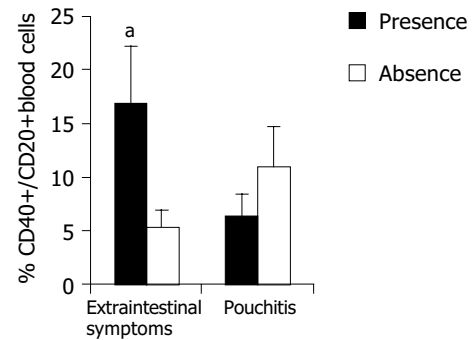 Presence
Absence
a
% CD40+/CD20+blood cells
25
20
15
10
5
0
Extraintestinal
symptoms
Pouchitis